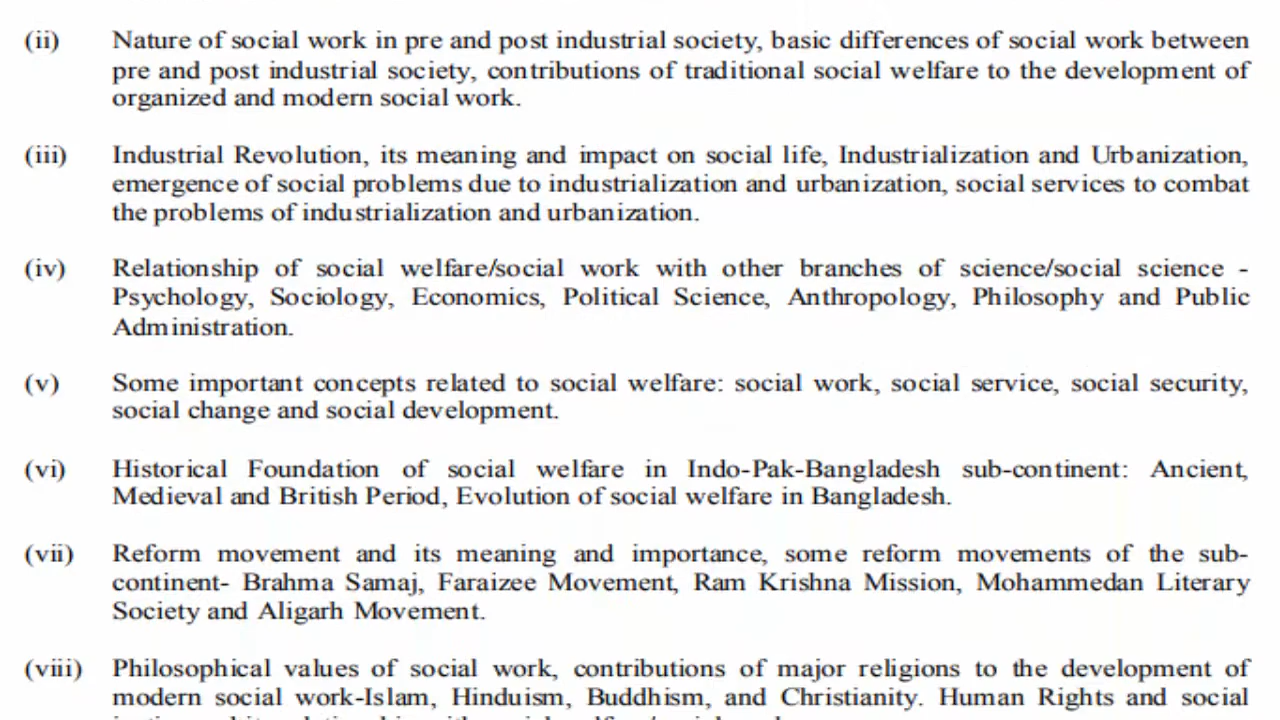 (ii) Nature of social work in pre and post industrial society, basic differences of social work between
pre and post industrial society, contributions of traditional social welfare to the development of
organized and modern social work.
(iii) Industrial Revolution, its meaning and impact on social life, Industrialization and Urbanization,
emergence of social problems due to industrialization and urbanization, social services to combat
the problems of industrialization and urbanization.
(iv) Relationship of social welfare/social work with other branches of science/social science -
Psychology, Sociology, Economics, Political Science, Anthropology, Philosophy and Public
Administration.
(v) Some important concepts related to social welfare: social work, social service, social security,
social change and social development.
(vi) Historical Foundation of social welfare in Indo-Pak-Bangladesh sub-continent: Ancient,
Medieval and British Period, Evolution of social welfare in Bangladesh.
(vii) Reform movement and its meaning and importance, some reform movements of the sub-
continent- Brahma Samaj, Faraizee Movement, Ram Krishna Mission, Mohammedan Literary
Society and Aligarh Movement.
(viii) Philosophical values of social work, contributions of major religions to the development of
modern social work-Islam, Hinduism, Buddhism, and Christianity. Human Rights and social